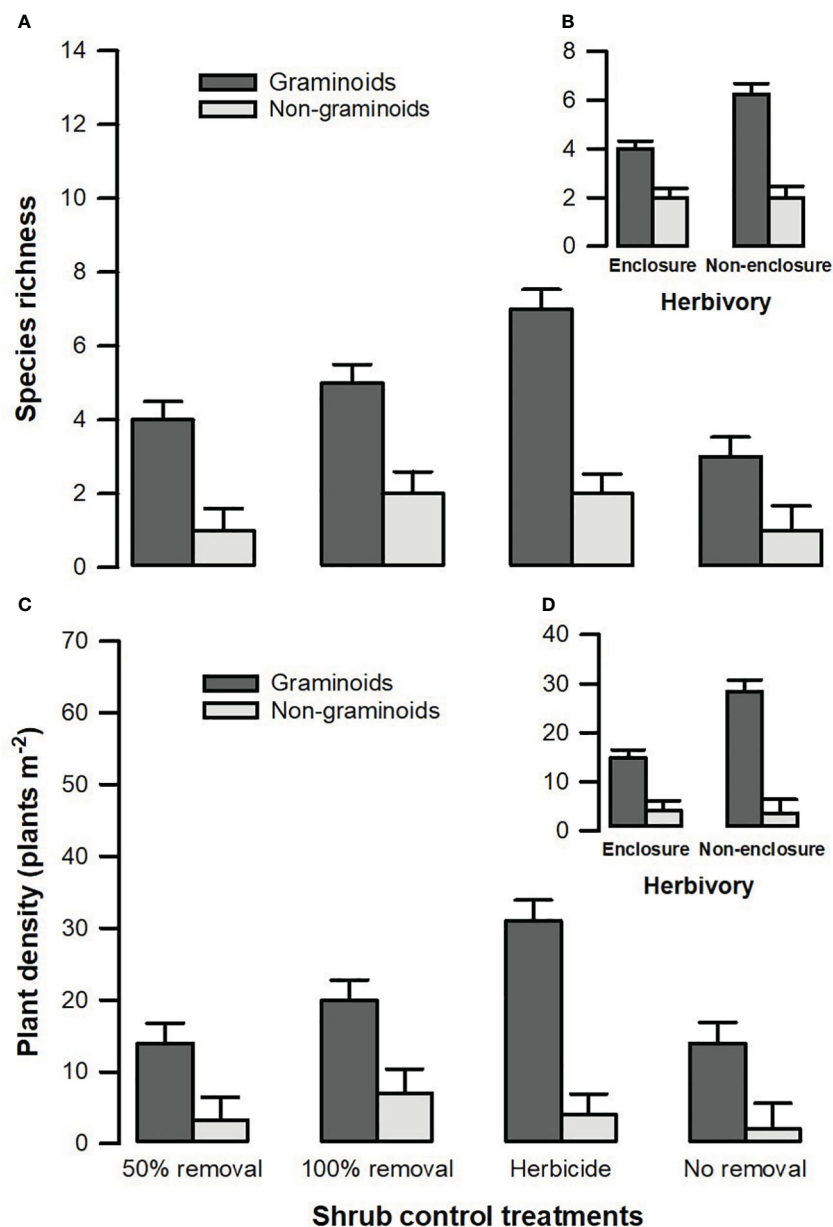 A
Species richness
14
12
10
8
6
4
2
0
Graminoids
Non-graminoids
B
8
6
4
2
0
Enclosure Non-enclosure
Herbivory
C
Plant density (plants m-2)
70
60
50
40
30
20
10
0
Graminoids
Non-graminoids
D
40
30
20
10
0
Enclosure Non-enclosure
Herbivory
50% removal 100% removal Herbicide No removal
Shrub control treatments